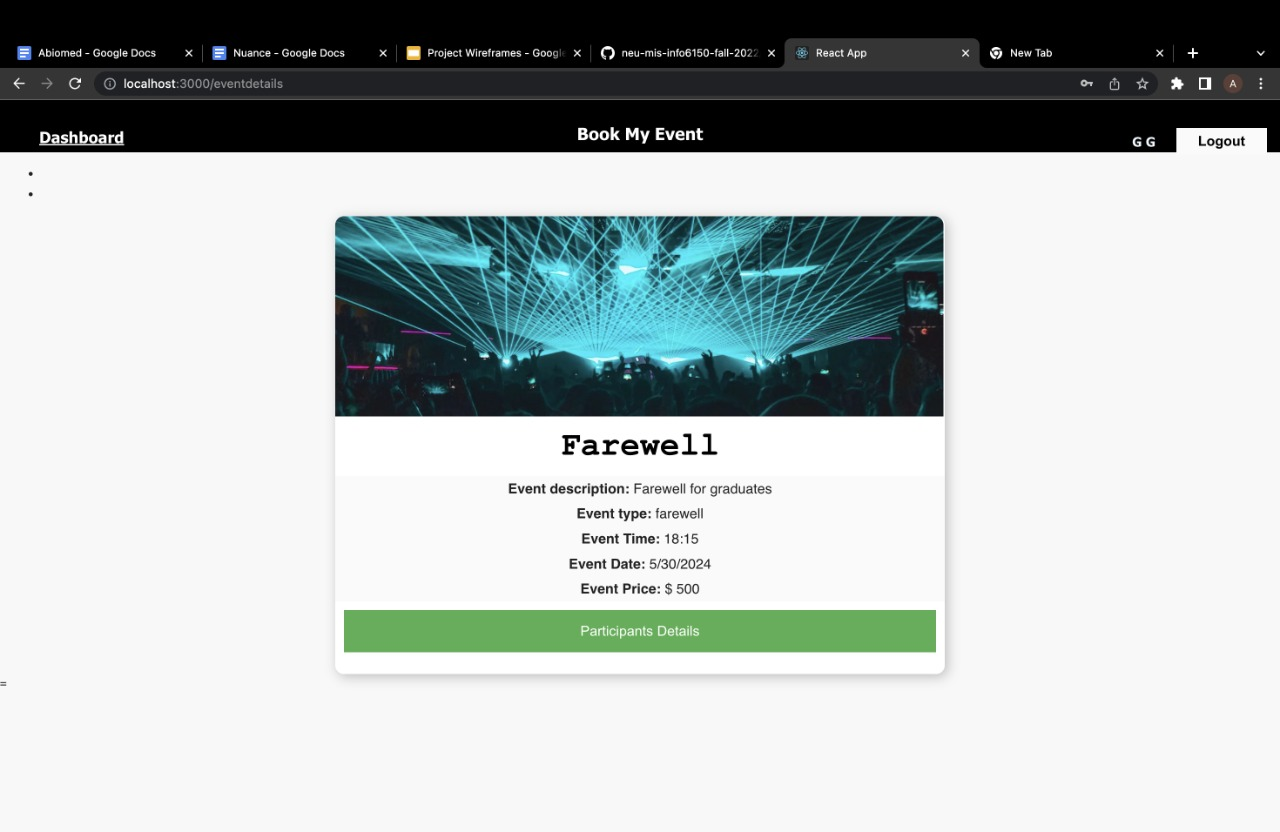 Abiomed - Google Docs
Nuance - Google Docs
Project Wireframes - Google
neu-mis-info6150-fall-2022
React App
New Tab
localhost:3000/eventdetails
A
Dashboard
Book My Event
G G
Logout
Farewell
Event description: Farewell for graduates
Event type: farewell
Event Time: 18:15
Event Date: 5/30/2024
Event Price: $ 500
Participants Details
=